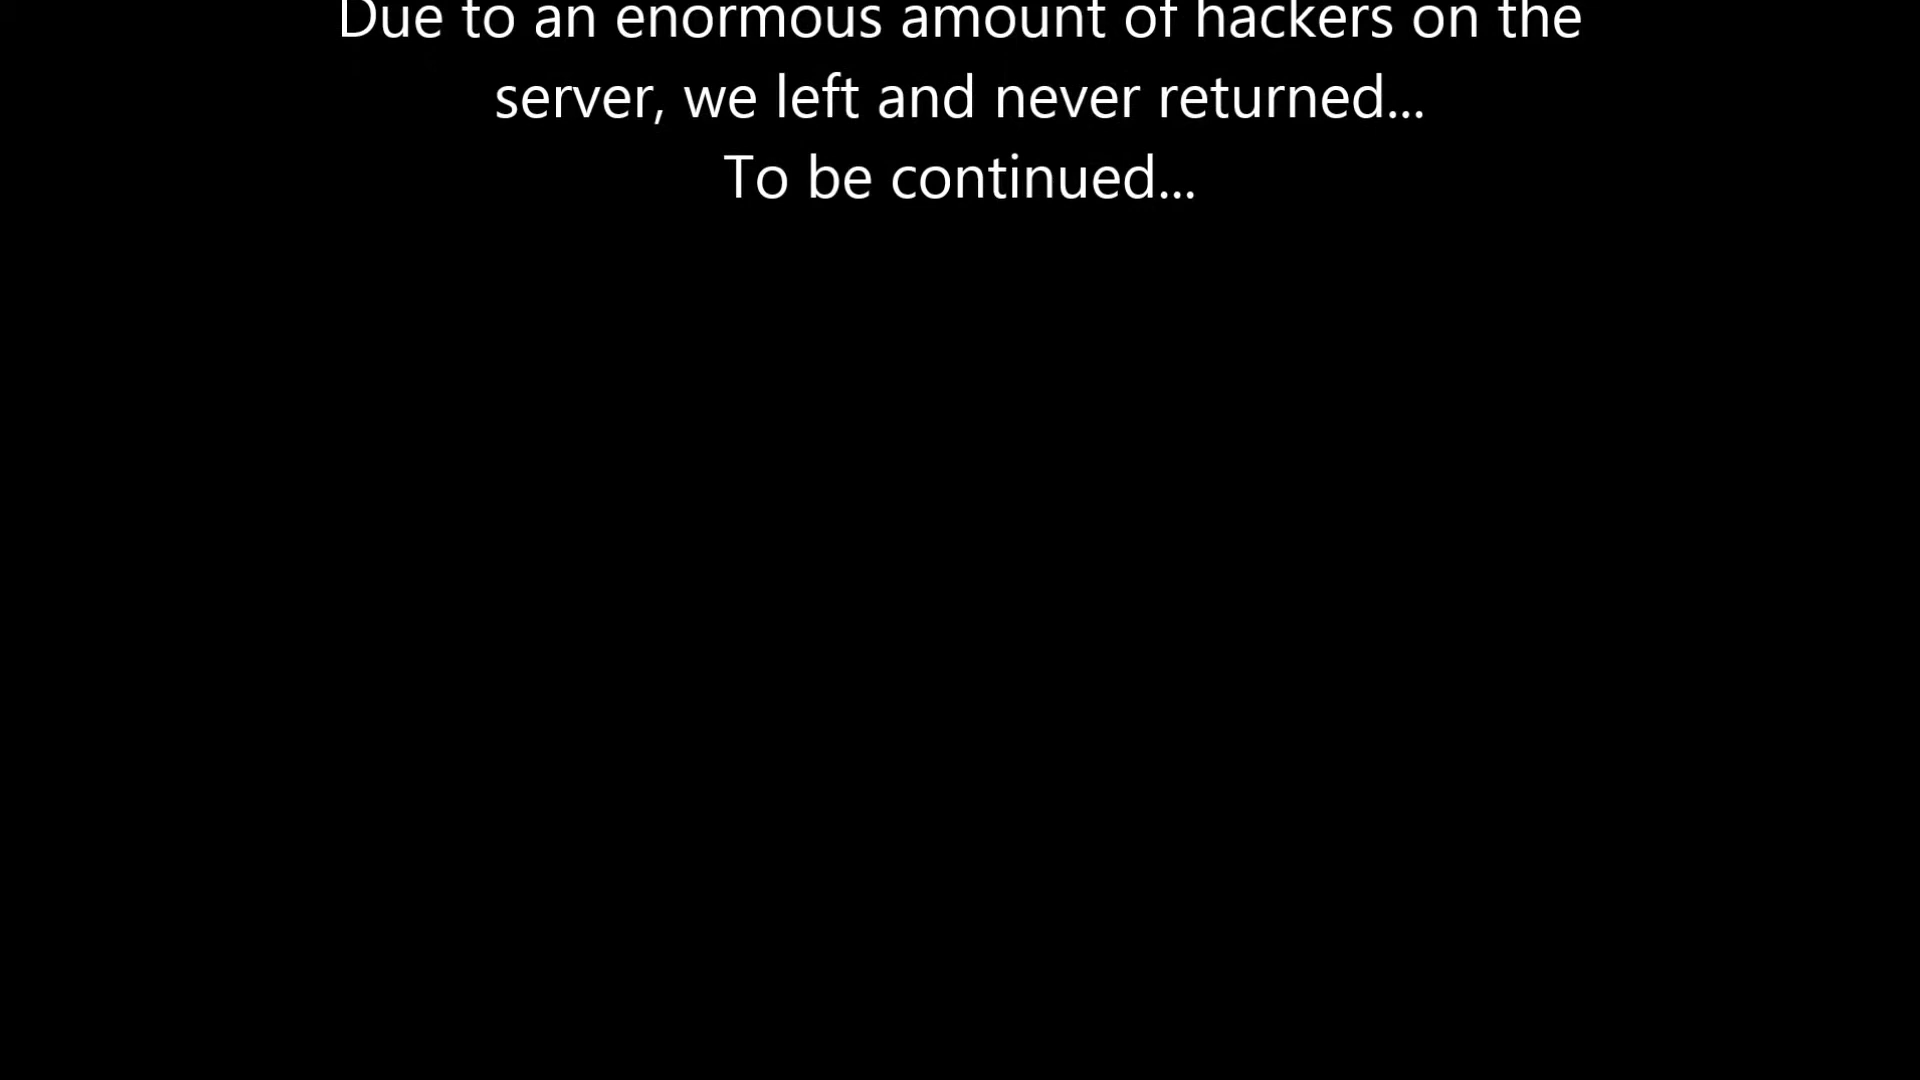 Due to an enormous amount of hackers on the
server, we left and never returned...
To be continued...